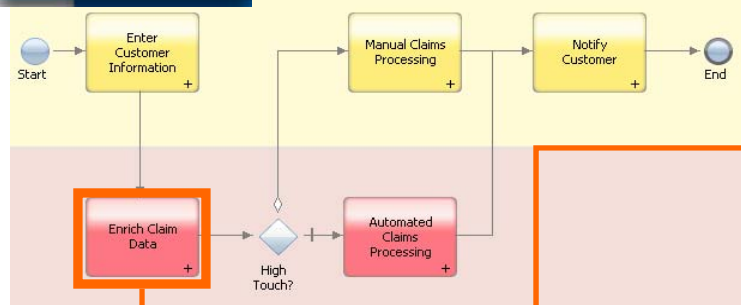 Enter
Customer
Information
Manual Claims
Processing
Notify
Customer
Start
End
+
+
+
Enrich Claim
Data
Automated
Claims
Processing
+
+
High
Touch?